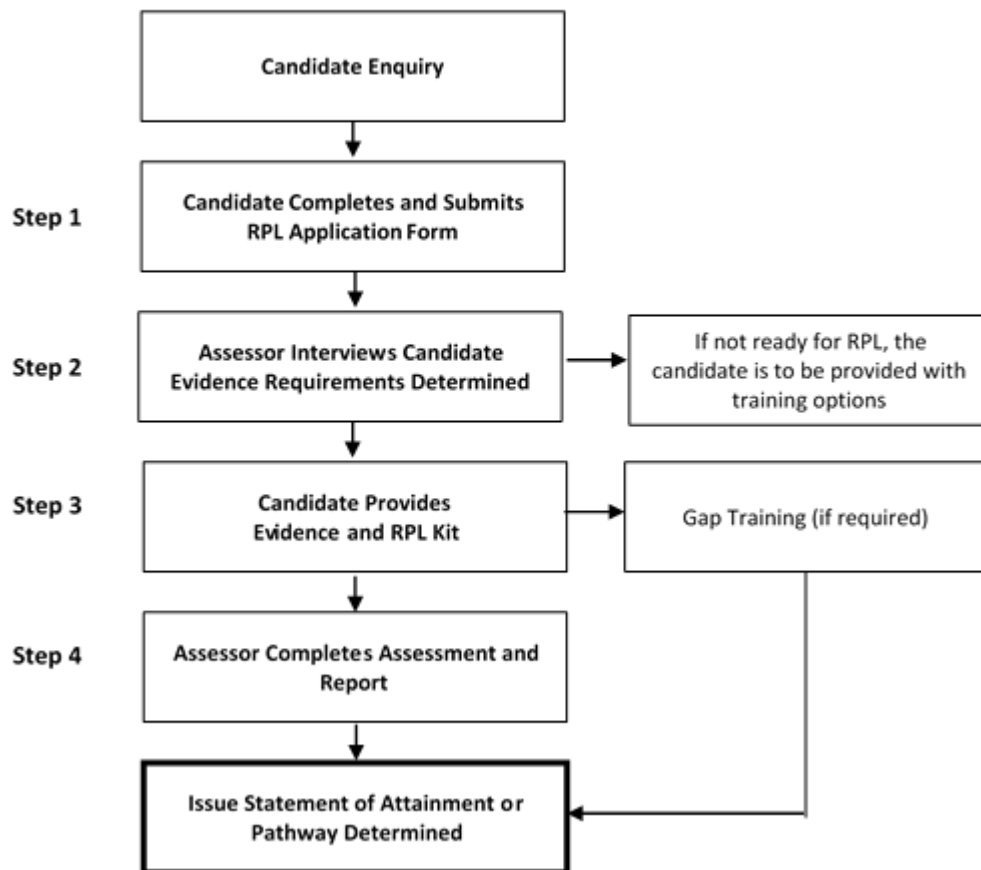 Candidate Enquiry
Step 1
Candidate Completes and Submits
RPL Application Form
Step 2
Assessor Interviews Candidate
Evidence Requirements Determined
If not ready for RPL, the
candidate is to be provided with
training options
Step 3
Candidate Provides
Evidence and RPL Kit
Gap Training (if required)
Step 4
Assessor Completes Assessment and
Report
Issue Statement of Attainment or
Pathway Determined